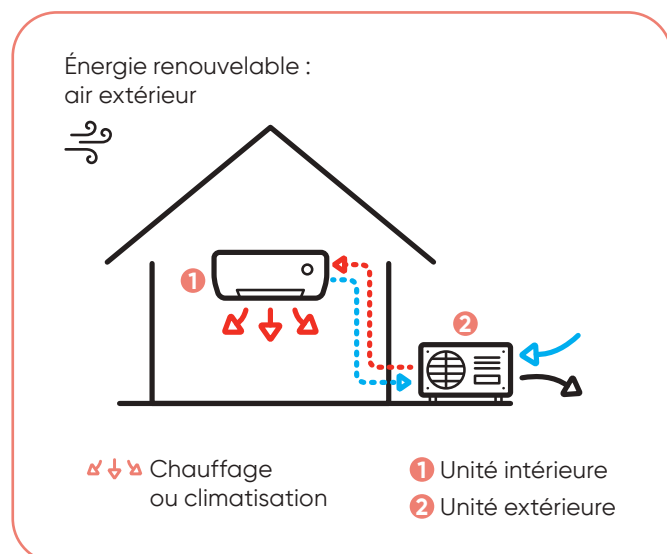 Énergie renouvelable :
air extérieur
1
2
Chauffage
ou climatisation
1 Unité intérieure
2 Unité extérieure